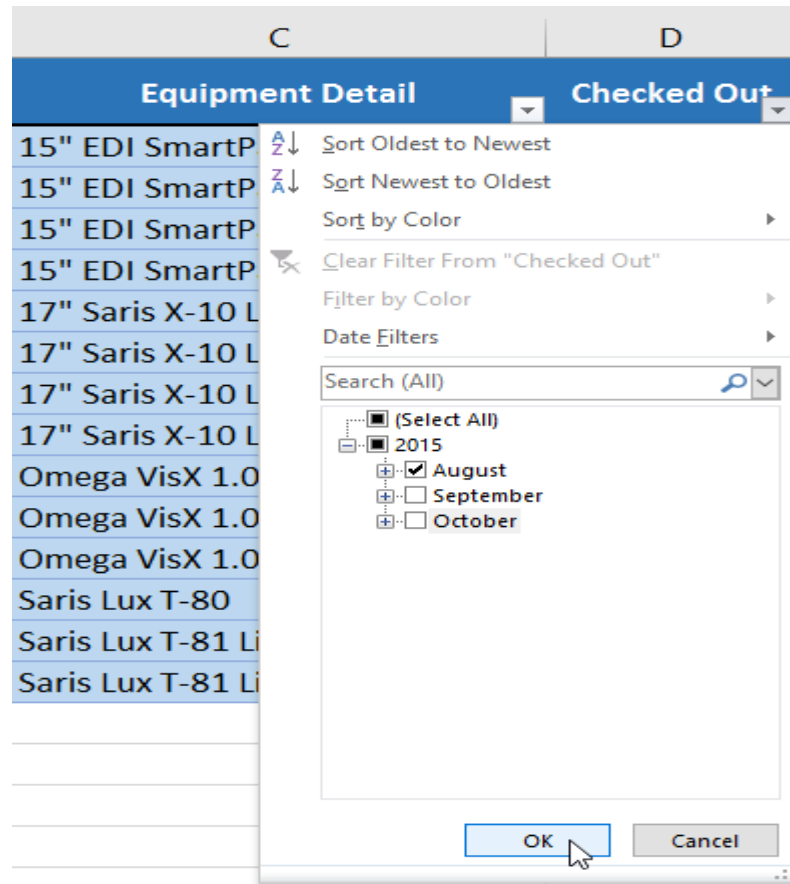 C D
Equipment Detail Checked Out
15" EDI SmartP
15" EDI SmartP
15" EDI SmartP
15" EDI SmartP
17" Saris X-10 L
17" Saris X-10 L
17" Saris X-10 L
17" Saris X-10 L
Omega VisX 1.0
Omega VisX 1.0
Omega VisX 1.0
Saris Lux T-80
Saris Lux T-81 Li
Saris Lux T-81 Li
Sort Oldest to Newest
Sort Newest to Oldest
Sort by Color
Clear Filter From "Checked Out"
Filter by Color
Date Filters
Search (All)
(Select All)
2015
August
September
October
OK Cancel